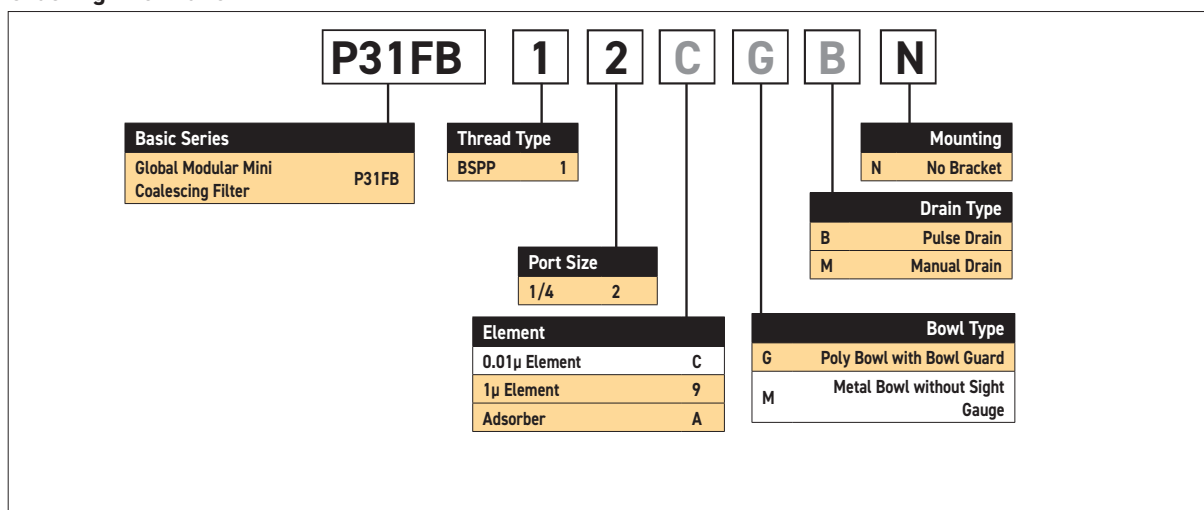 P31FB 1 2 C G B N
Basic Series
Global Modular Mini
Coalescing Filter P31FB
Thread Type
BSPP 1
Mounting
N No Bracket
Drain Type
B Pulse Drain
M Manual Drain
Port Size
1/4 2
Element
0.01µ Element C
1µ Element 9
Adsorber A
Bowl Type
G Poly Bowl with Bowl Guard
M Metal Bowl without Sight
Gauge